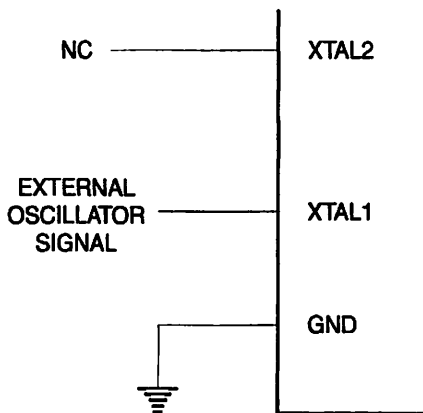 NC
XTAL2
EXTERNAL
OSCILLATOR
SIGNAL
XTAL1
GND